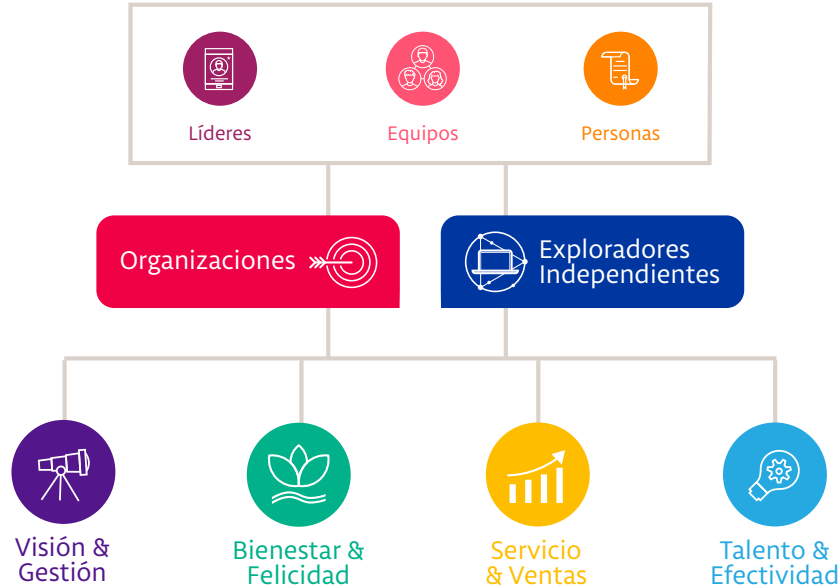 Líderes
Equipos
Personas
Organizaciones
Exploradores
Independientes
Visión &
Gestión
Bienestar &
Felicidad
Servicio
& Ventas
Talento &
Efectividad